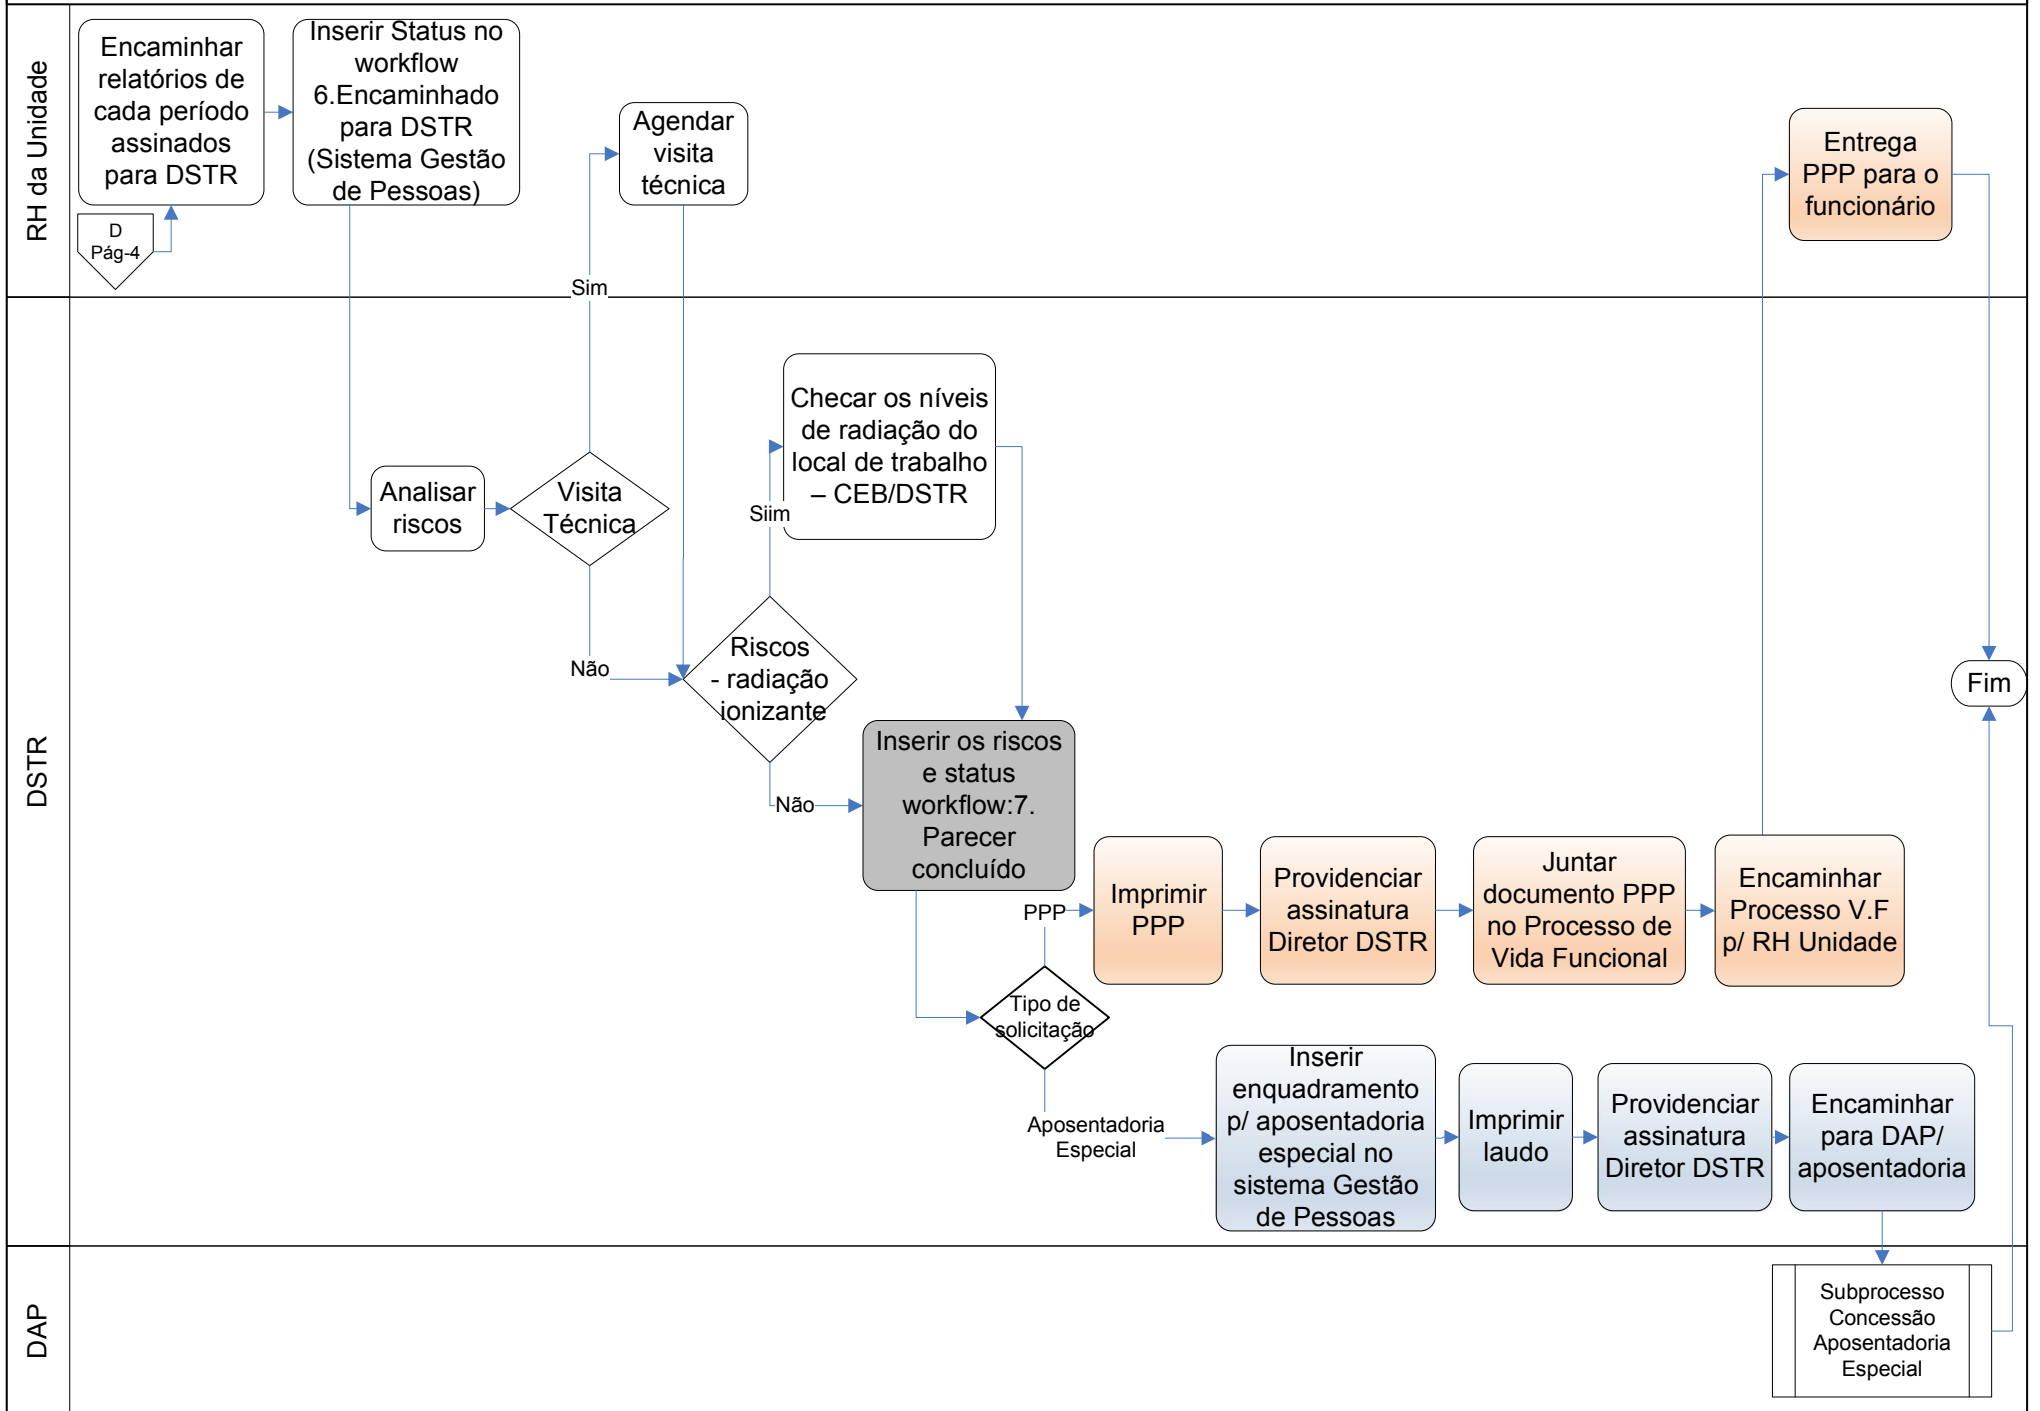 RH da Unidade
Encaminhar
relatórios de
cada período
assinados
para DSTR
D
Pág-4
Inserir Status no
workflow
6.Encaminhado
para DSTR
(Sistema Gestão
de Pessoas)
Agendar
visita
técnica
Entrega
PPP para o
funcionário
Sim
DSTR
Analisar
riscos
Visita
Técnica
Não
Checar os níveis
de radiação do
local de trabalho
– CEB/DSTR
Siim
Riscos
- radiação
ionizante
Não
Inserir os riscos
e status
workflow:7.
Parecer
concluído
Fim
PPP
Imprimir
PPP
Providenciar
assinatura
Diretor DSTR
Juntar
documento PPP
no Processo de
Vida Funcional
Encaminhar
Processo V.F
p/ RH Unidade
Tipo de
solicitação
Aposentadoria
Especial
Inserir
enquadramento
p/ aposentadoria
especial no
sistema Gestão
de Pessoas
Imprimir
laudo
Providenciar
assinatura
Diretor DSTR
Encaminhar
para DAP/
aposentadoria
DAP
Subprocesso
Concessão
Aposentadoria
Especial